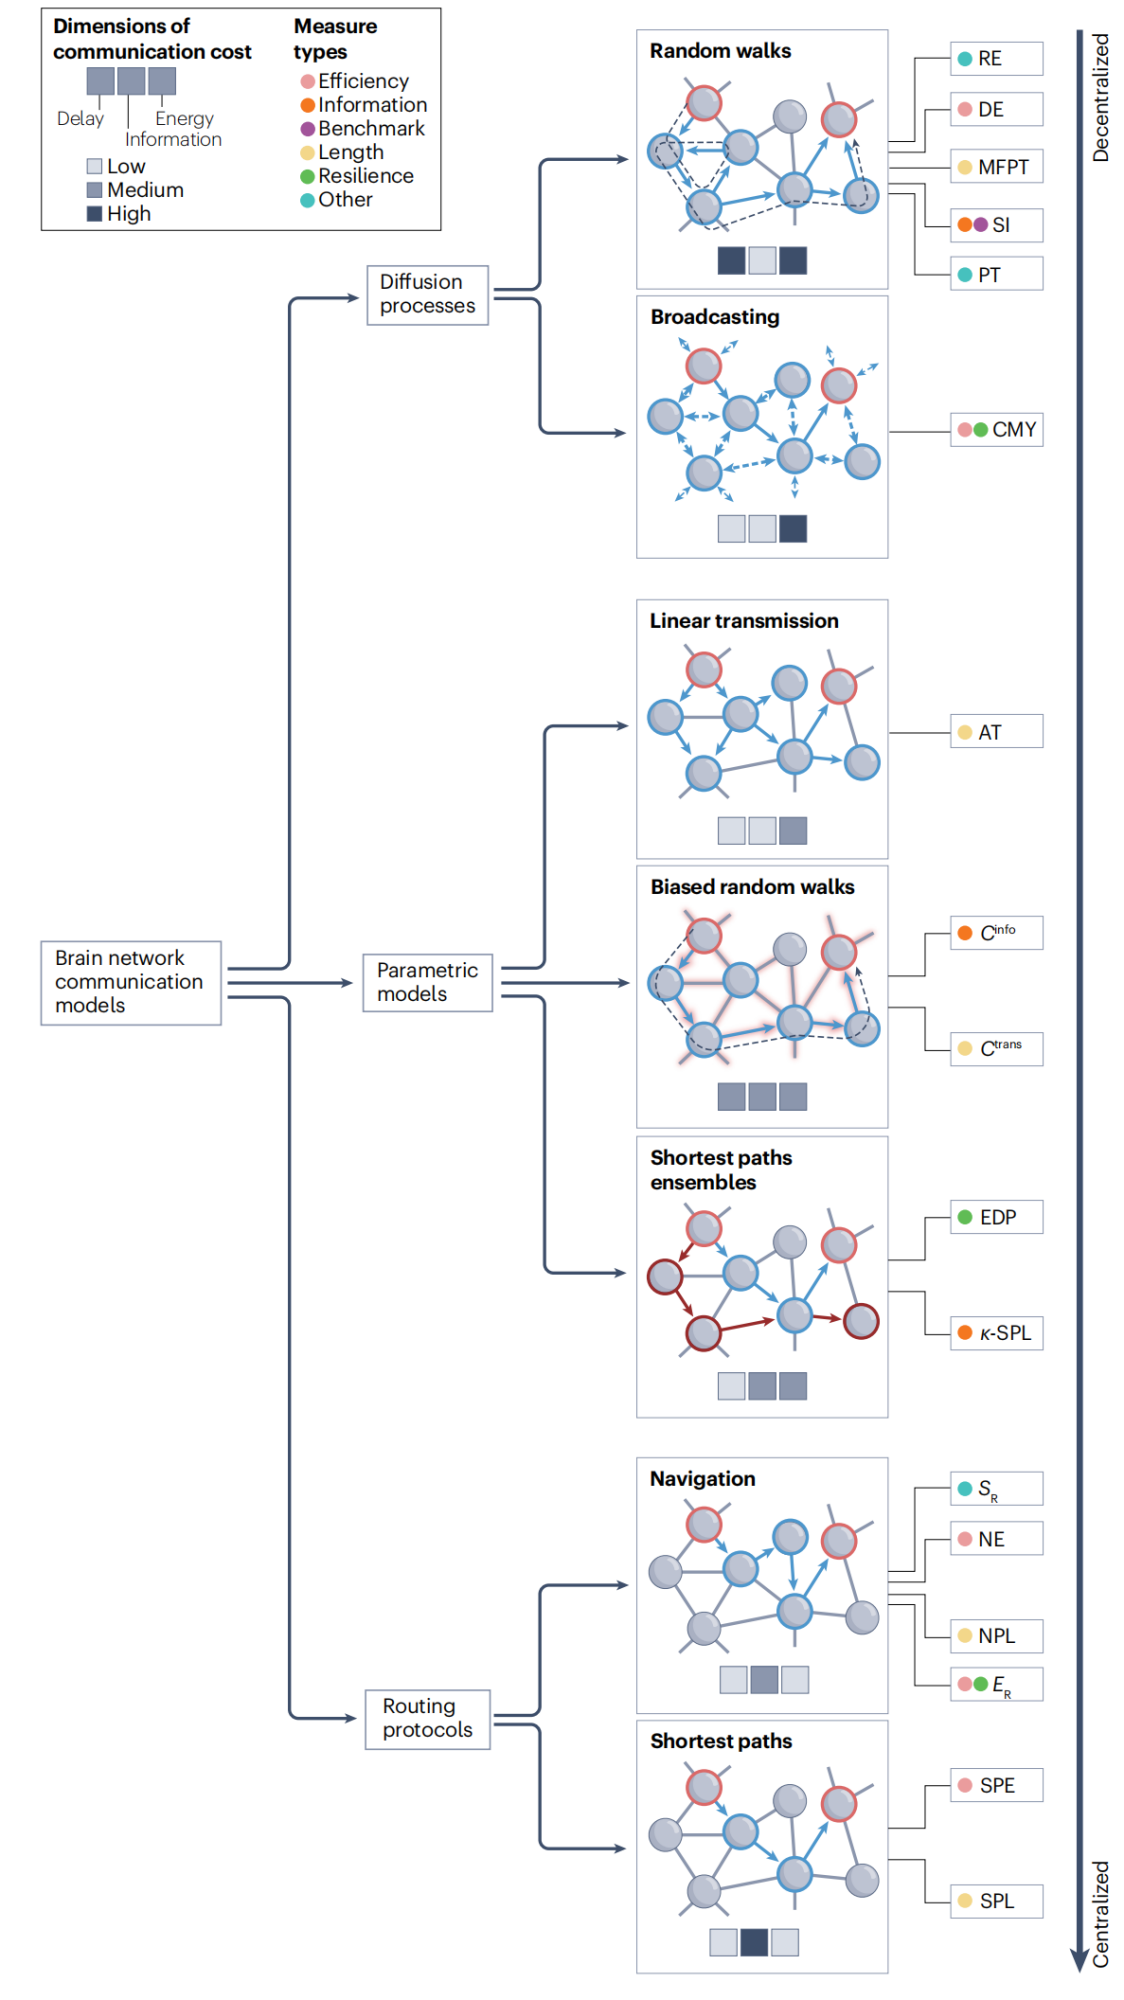 Dimensions of
communication cost
Delay
Energy
Information
Low
Medium
High
Measure
types
Efficiency
Information
Benchmark
Length
Resilience
Other
Brain network
communication
models
Diffusion
processes
Parametric
models
Routing
protocols
Random walks
RE
DE
MFPT
SI
PT
Broadcasting
CMY
Linear transmission
AT
Biased random walks
C^info
C^trans
Shortest paths
ensembles
EDP
κ-SPL
Navigation
S_R
NE
NPL
E_R
Shortest paths
SPE
SPL
Decentralized
Centralized